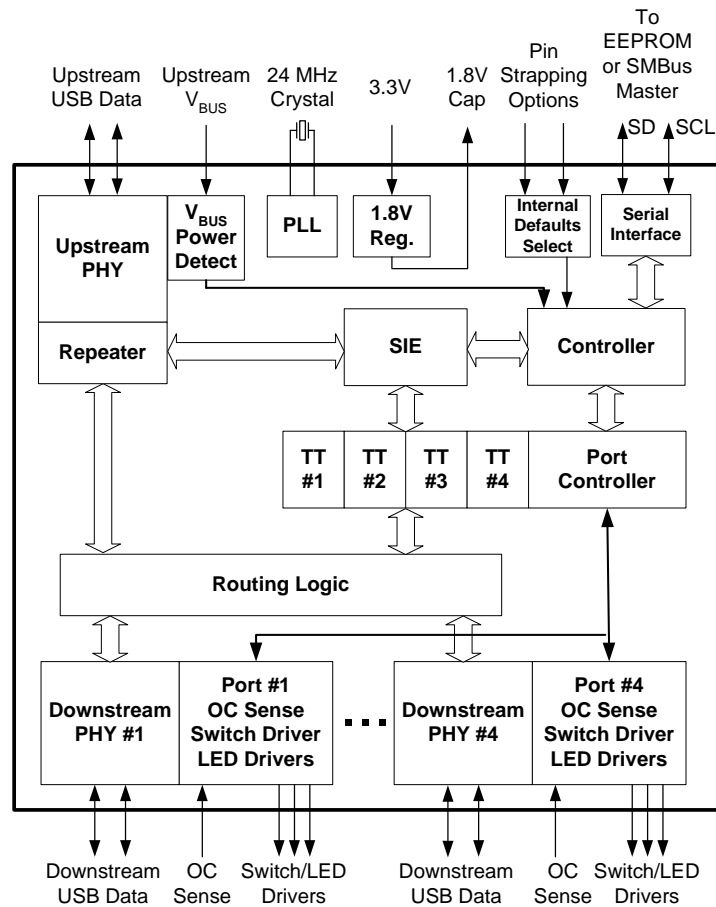 To
EEPROM
or SMBus
Master
Upstream
USB Data
Upstream
VBUS
24 MHz
Crystal
3.3V
1.8V
Cap
Pin
Strapping
Options
SD
SCL
Upstream
PHY
VBUS
Power
Detect
PLL
1.8V
Reg.
Internal
Defaults
Select
Serial
Interface
Repeater
SIE
Controller
TT
#1
TT
#2
TT
#3
TT
#4
Port
Controller
Routing Logic
Downstream
PHY #1
Port #1
OC Sense
Switch Driver
LED Drivers
Downstream
PHY #4
Port #4
OC Sense
Switch Driver
LED Drivers
Downstream
USB Data
OC
Sense
Switch/LED
Drivers
Downstream
USB Data
OC
Sense
Switch/LED
Drivers